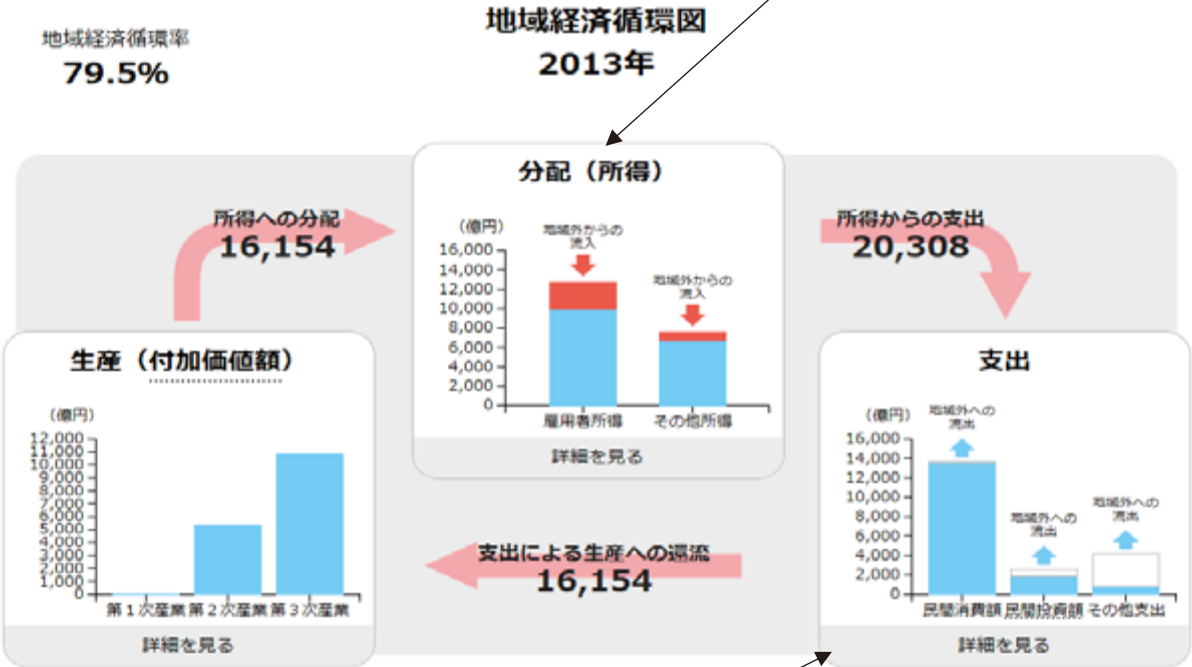 地域経済循環率
79.5%
地域経済循環図
2013年
所得への分配
16,154
分配（所得）
（億円）
地域外からの
流入
地域外からの
流入
16,000
14,000
12,000
10,000
8,000
6,000
4,000
2,000
0
雇用者所得
その他所得
詳細を見る
所得からの支出
20,308
生産（付加価値額）
（億円）
12,000
11,000
10,000
9,000
8,000
7,000
6,000
5,000
4,000
3,000
2,000
1,000
0
第１次産業
第２次産業
第３次産業
詳細を見る
支出による生産への還流
16,154
支出
（億円）
地域外への
流出
地域外への
流出
地域外への
流出
16,000
14,000
12,000
10,000
8,000
6,000
4,000
2,000
0
民間消費額
民間投資額
その他支出
詳細を見る